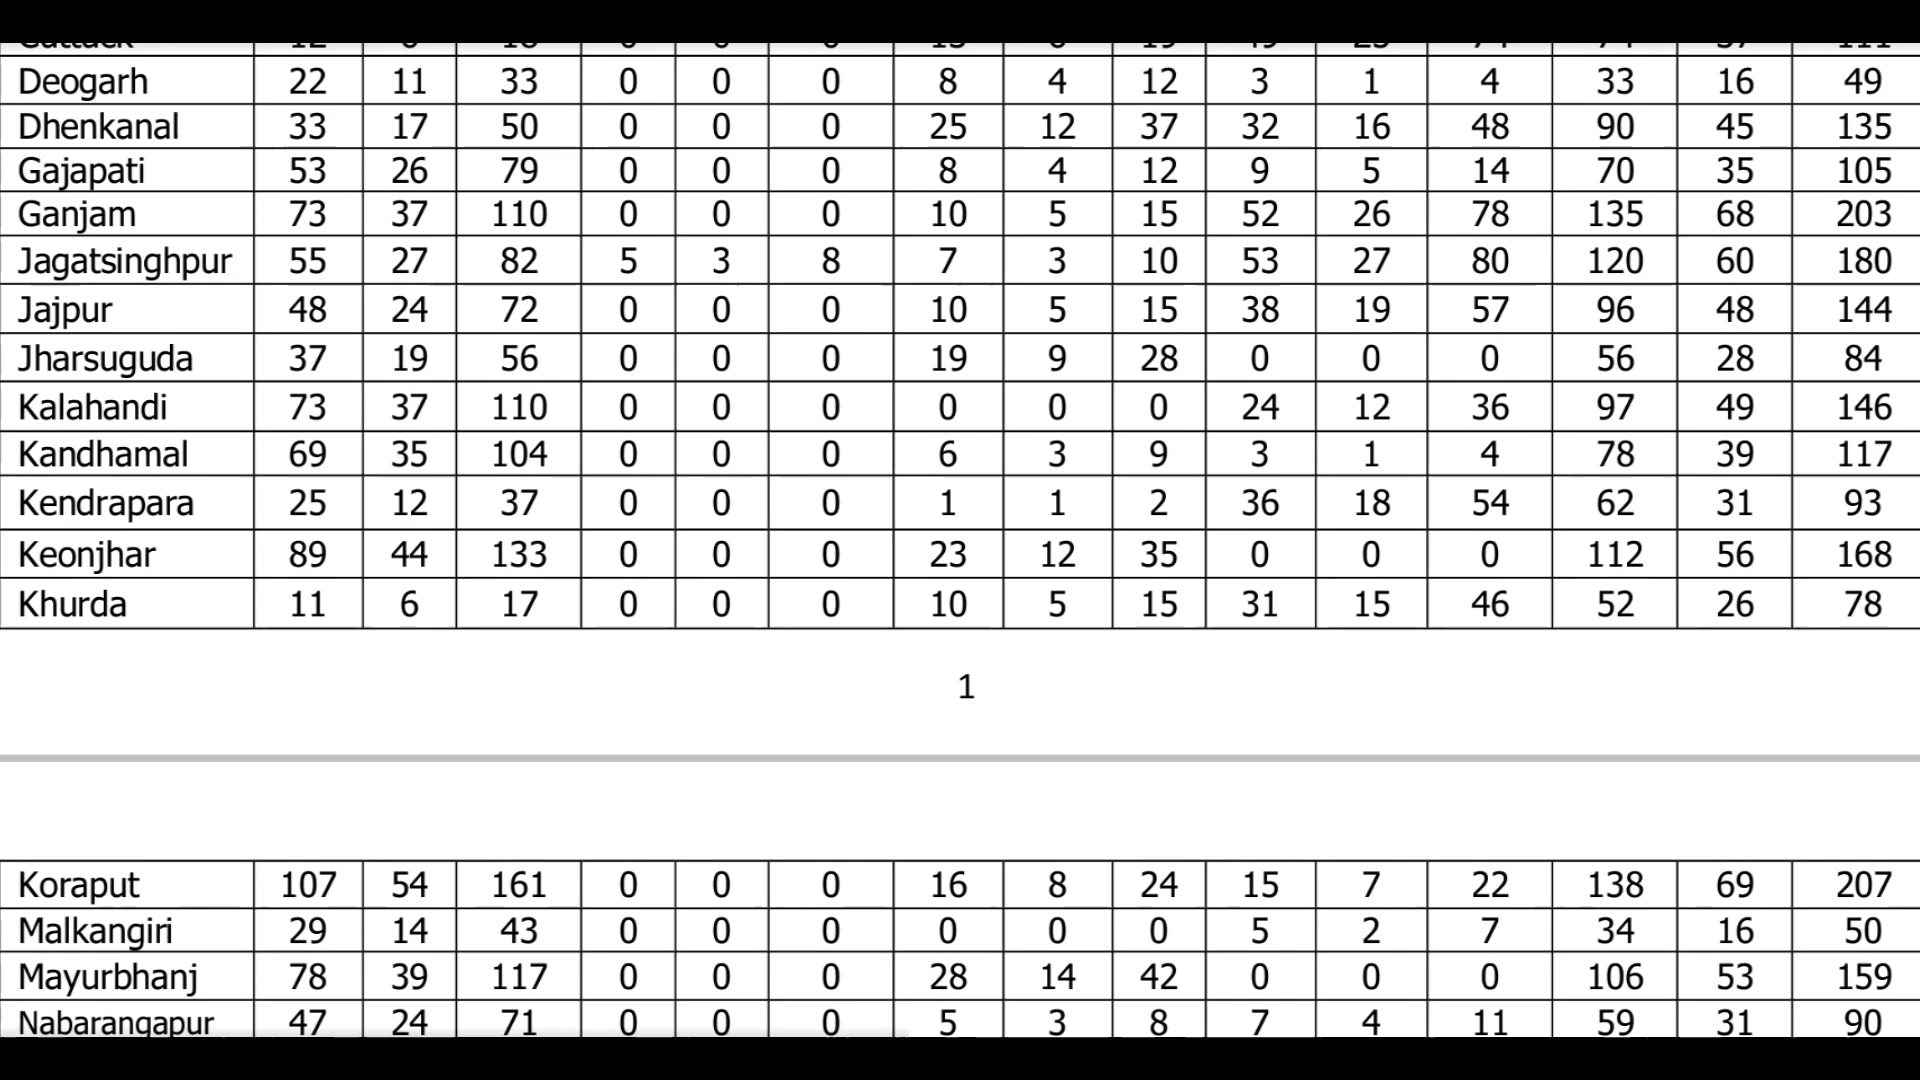 Deogarh 22 11 33 0 0 0 8 4 12 3 1 4 33 16 49
Dhenkanal 33 17 50 0 0 0 25 12 37 32 16 48 90 45 135
Gajapati 53 26 79 0 0 0 8 4 12 9 5 14 70 35 105
Ganjam 73 37 110 0 0 0 10 5 15 52 26 78 135 68 203
Jagatsinghpur 55 27 82 5 3 8 7 3 10 53 27 80 120 60 180
Jajpur 48 24 72 0 0 0 10 5 15 38 19 57 96 48 144
Jharsuguda 37 19 56 0 0 0 19 9 28 0 0 0 56 28 84
Kalahandi 73 37 110 0 0 0 0 0 0 24 12 36 97 49 146
Kandhamal 69 35 104 0 0 0 6 3 9 3 1 4 78 39 117
Kendrapara 25 12 37 0 0 0 1 1 2 36 18 54 62 31 93
Keonjhar 89 44 133 0 0 0 23 12 35 0 0 0 112 56 168
Khurda 11 6 17 0 0 0 10 5 15 31 15 46 52 26 78
1
Koraput 107 54 161 0 0 0 16 8 24 15 7 22 138 69 207
Malkangiri 29 14 43 0 0 0 0 0 0 5 2 7 34 16 50
Mayurbhanj 78 39 117 0 0 0 28 14 42 0 0 0 106 53 159
Nabarangapur 47 24 71 0 0 0 5 3 8 7 4 11 59 31 90